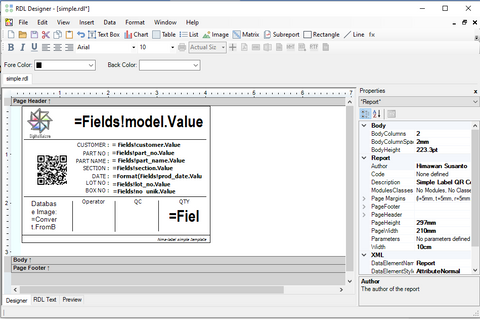 RDL Designer - [simple.rdl*]
File Edit View Insert Data Format Window Help
Text Box Chart Table List Image Matrix Subreport Rectangle Line fx
B I U Arial 10 Actual Siz
Fore Color: Back Color:
simple.rdl
Page Header ↑
=Fields!model.Value
CUSTOMER : = Fields!customer.Value
PART NO : =Fields!part_no.Value
PART NAME : =Fields!part_name.Value
SECTION : =Fields!section.Value
DATE : =Format(Fields!prod_date.Valu
LOT NO : =Fields!lot_no.Value
BOX NO : =Fields!no_unik.Value
Operator QC QTY
Databas
e Image:
=Conver
t.FromB
=Fiel
hima-label simple template
Body ↑
Page Footer ↑
Designer RDL Text Preview
Properties
"Report"
Body
BodyColumns 2
BodyColumnSpac 2mm
BodyHeight 223.3pt
Report
Author Himawan Susanto
Code None defined
Description Simple Label QR C
ModulesClasses No Modules, No Class
Page Margins
PageFooter
PageHeader
PageHeight 297mm
PageWidth 210mm
Parameters No parameters defined
Width 10cm
XML
DataElementName Report
DataElementStyle AttributeNormal
Author
The author of the report